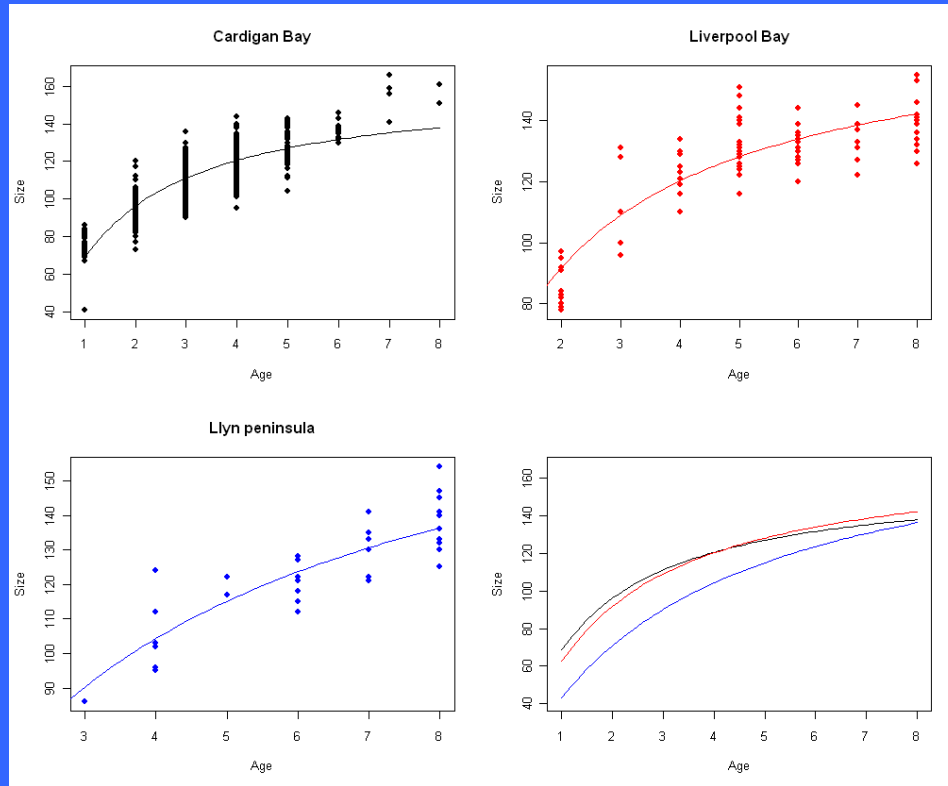 Cardigan Bay
Size
40 60 80 100 120 140 160
1 2 3 4 5 6 7 8
Age
Liverpool Bay
Size
80 100 120 140
2 3 4 5 6 7 8
Age
Llyn peninsula
Size
90 100 110 120 130 140 150
3 4 5 6 7 8
Age
Size
40 60 80 100 120 140 160
1 2 3 4 5 6 7 8
Age